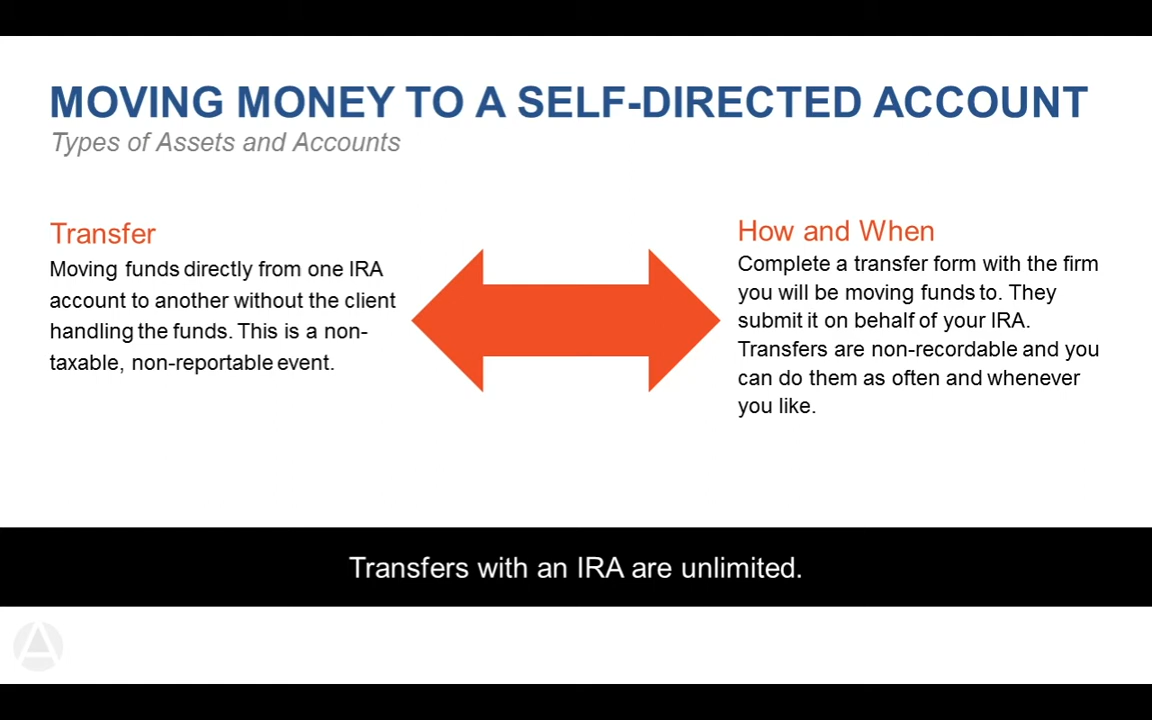 MOVING MONEY TO A SELF-DIRECTED ACCOUNT
Types of Assets and Accounts
Transfer
Moving funds directly from one IRA
account to another without the client
handling the funds. This is a non-
taxable, non-reportable event.
How and When
Complete a transfer form with the firm
you will be moving funds to. They
submit it on behalf of your IRA.
Transfers are non-recordable and you
can do them as often and whenever
you like.
Transfers with an IRA are unlimited.